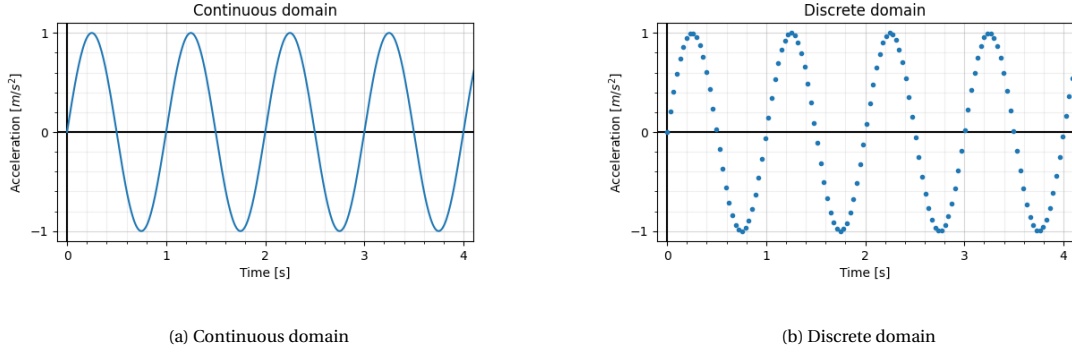 Continuous domain
1
0
−1
Acceleration [m/s²]
0 1 2 3 4
Time [s]
(a) Continuous domain
Discrete domain
1
0
−1
Acceleration [m/s²]
0 1 2 3 4
Time [s]
(b) Discrete domain